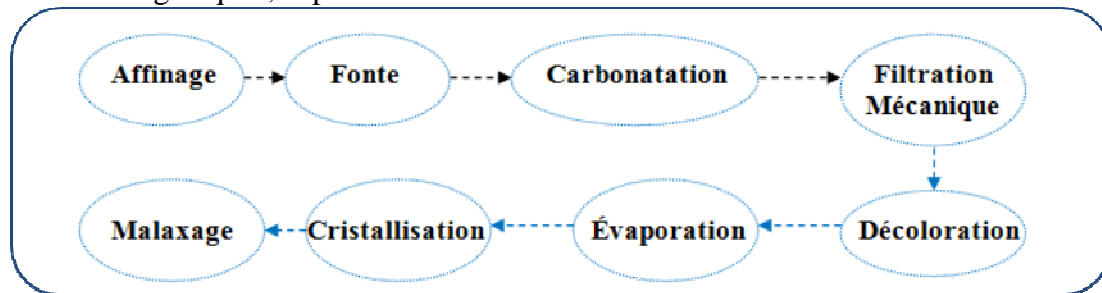 Affinage
Fonte
Carbonatation
Filtration
Mécanique
Décoloration
Évaporation
Cristallisation
Malaxage